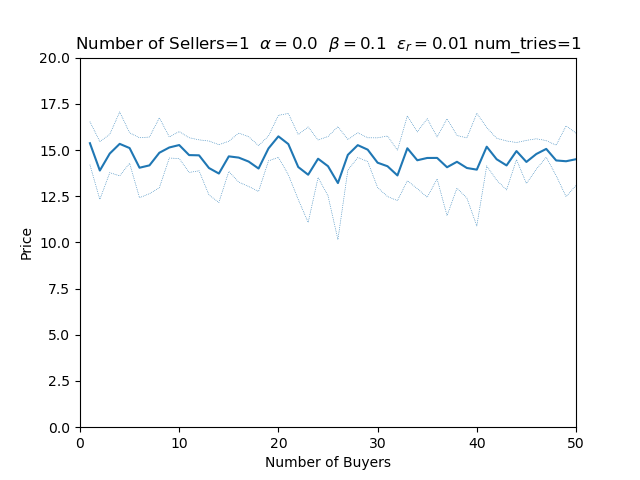 Number of Sellers=1 α = 0.0 β = 0.1 εᵣ = 0.01 num_tries=1
20.0
17.5
15.0
12.5
10.0
7.5
5.0
2.5
0.0
Price
0 10 20 30 40 50
Number of Buyers